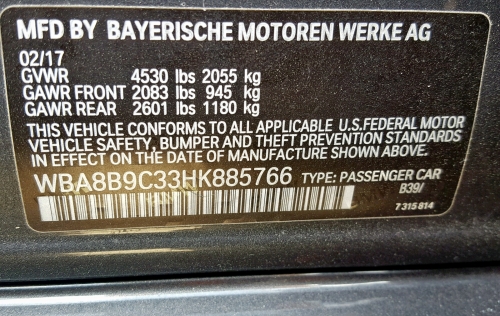 MFD BY BAYERISCHE MOTOREN WERKE AG
02/17
GVWR 4530 lbs 2055 kg
GAWR FRONT 2083 lbs 945 kg
GAWR REAR 2601 lbs 1180 kg
THIS VEHICLE CONFORMS TO ALL APPLICABLE U.S.FEDERAL MOTOR
VEHICLE SAFETY, BUMPER AND THEFT PREVENTION STANDARDS
IN EFFECT ON THE DATE OF MANUFACTURE SHOWN ABOVE.
WBA8B9C33HK885766 TYPE: PASSENGER CAR
B39/
7 315 814